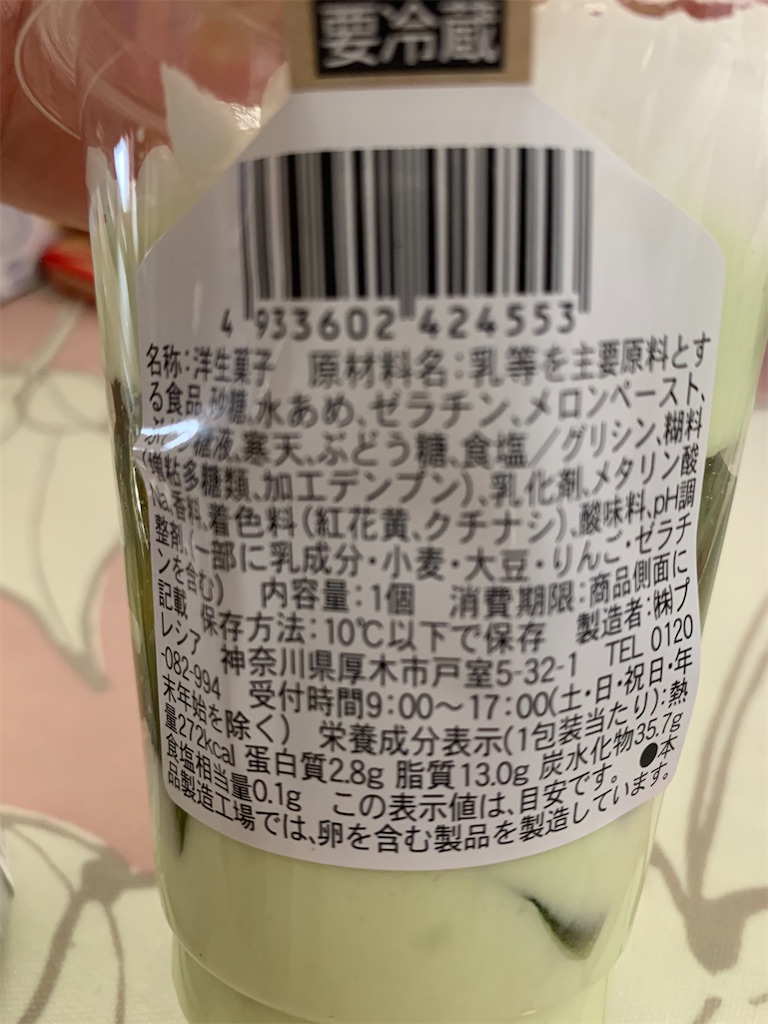 要冷蔵
4 933602 424553
名称:洋生菓子 原材料名:乳等を主要原料とす
る食品、砂糖、水あめ、ゼラチン、メロンペースト、
ぶどう糖液、寒天、ぶどう糖、食塩/グリシン、糊料
(増粘多糖類、加工デンプン)、乳化剤、メタリン酸
Na、香料、着色料(紅花黄、クチナシ)、酸味料、pH調
整剤、(一部に乳成分・小麦・大豆・りんご・ゼラチ
ンを含む) 内容量:1個 消費期限:商品側面に
記載 保存方法:10℃以下で保存 製造者:㈱プ
レシア 神奈川県厚木市戸室5-32-1 TEL 0120
-082-994 受付時間9:00〜17:00(土・日・祝日・年
末年始を除く) 栄養成分表示(1包装当たり):熱
量272kcal 蛋白質2.8g 脂質13.0g 炭水化物35.7g
食塩相当量0.1g この表示値は、目安です。 ●本
品製造工場では、卵を含む製品を製造しています。